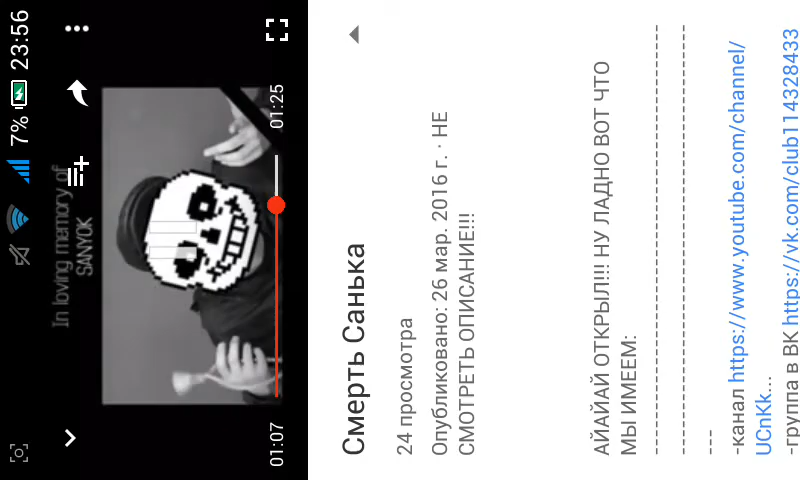 7% 23:56
In loving memory of
SANYOK
01:07 01:25
Смерть Санька
24 просмотра
Опубликовано: 26 мар. 2016 г. · НЕ
СМОТРЕТЬ ОПИСАНИЕ!!!
АЙАЙАЙ ОТКРЫЛ!!! НУ ЛАДНО ВОТ ЧТО
МЫ ИМЕЕМ:
-----------------------------------
-----------------------------------
---
-канал https://www.youtube.com/channel/
UCnKk...
-группа в ВК https://vk.com/club114328433